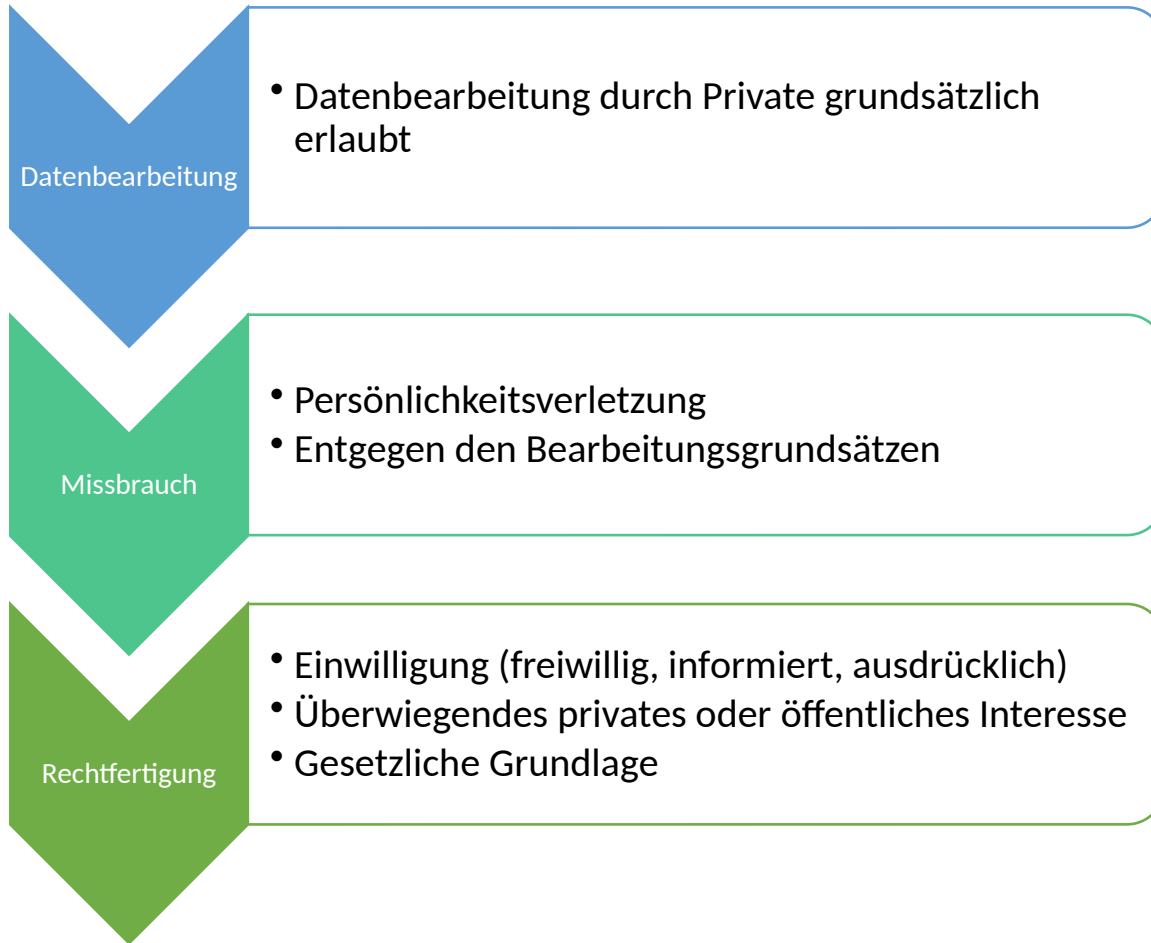 Datenbearbeitung
• Datenbearbeitung durch Private grundsätzlich
erlaubt
Missbrauch
• Persönlichkeitsverletzung
• Entgegen den Bearbeitungsgrundsätzen
Rechtfertigung
• Einwilligung (freiwillig, informiert, ausdrücklich)
• Überwiegendes privates oder öffentliches Interesse
• Gesetzliche Grundlage